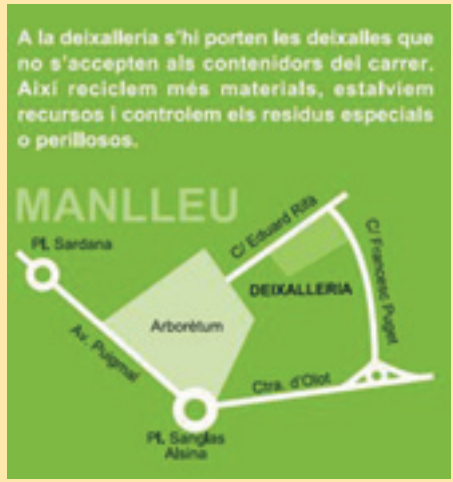 A la deixalleria s'hi porten les deixalles que
no s'accepten als contenidors del carrer.
Així reciclem més materials, estalviem
recursos i controlem els residus especials
o perillosos.
MANLLEU
Pl. Sardana
C/ Eduard Rifà
C/ Francesc Puget
DEIXALLERIA
Arborètum
Av. Puigmal
Ctra. d'Olot
Pl. Sanglas
Alsina